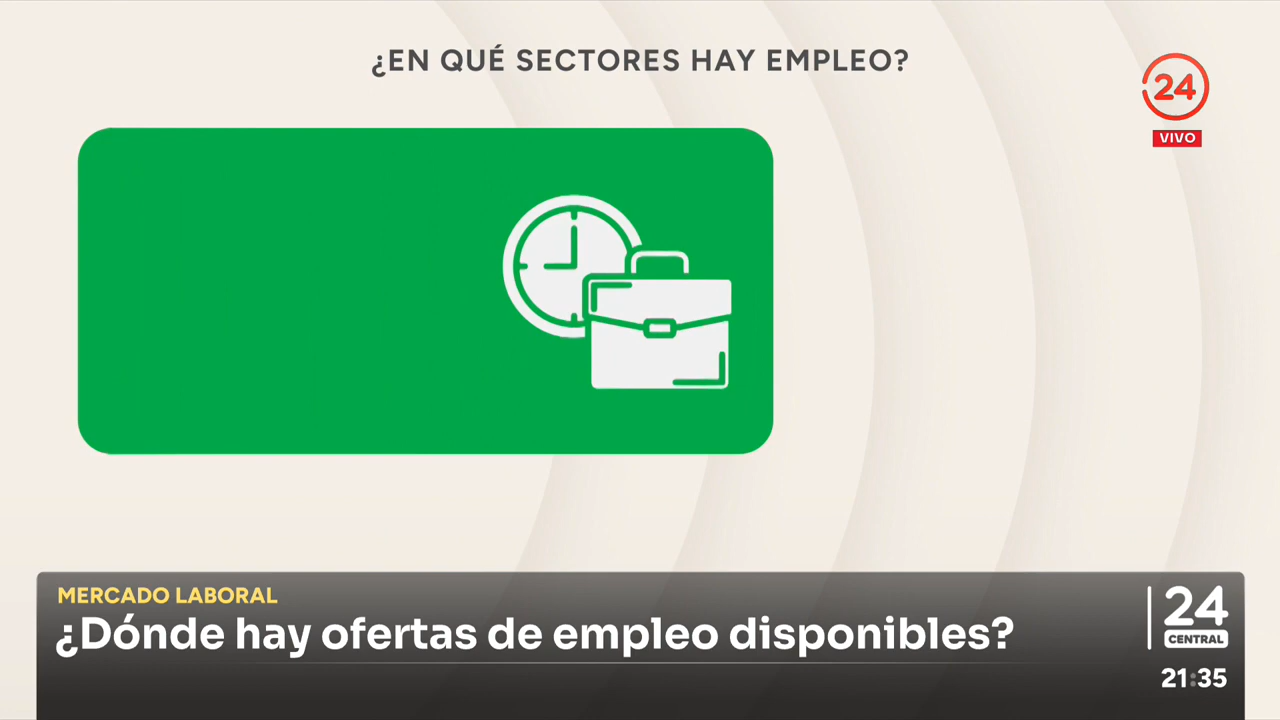 ¿EN QUÉ SECTORES HAY EMPLEO?
24
VIVO
MERCADO LABORAL
¿Dónde hay ofertas de empleo disponibles?
24
CENTRAL
21:35